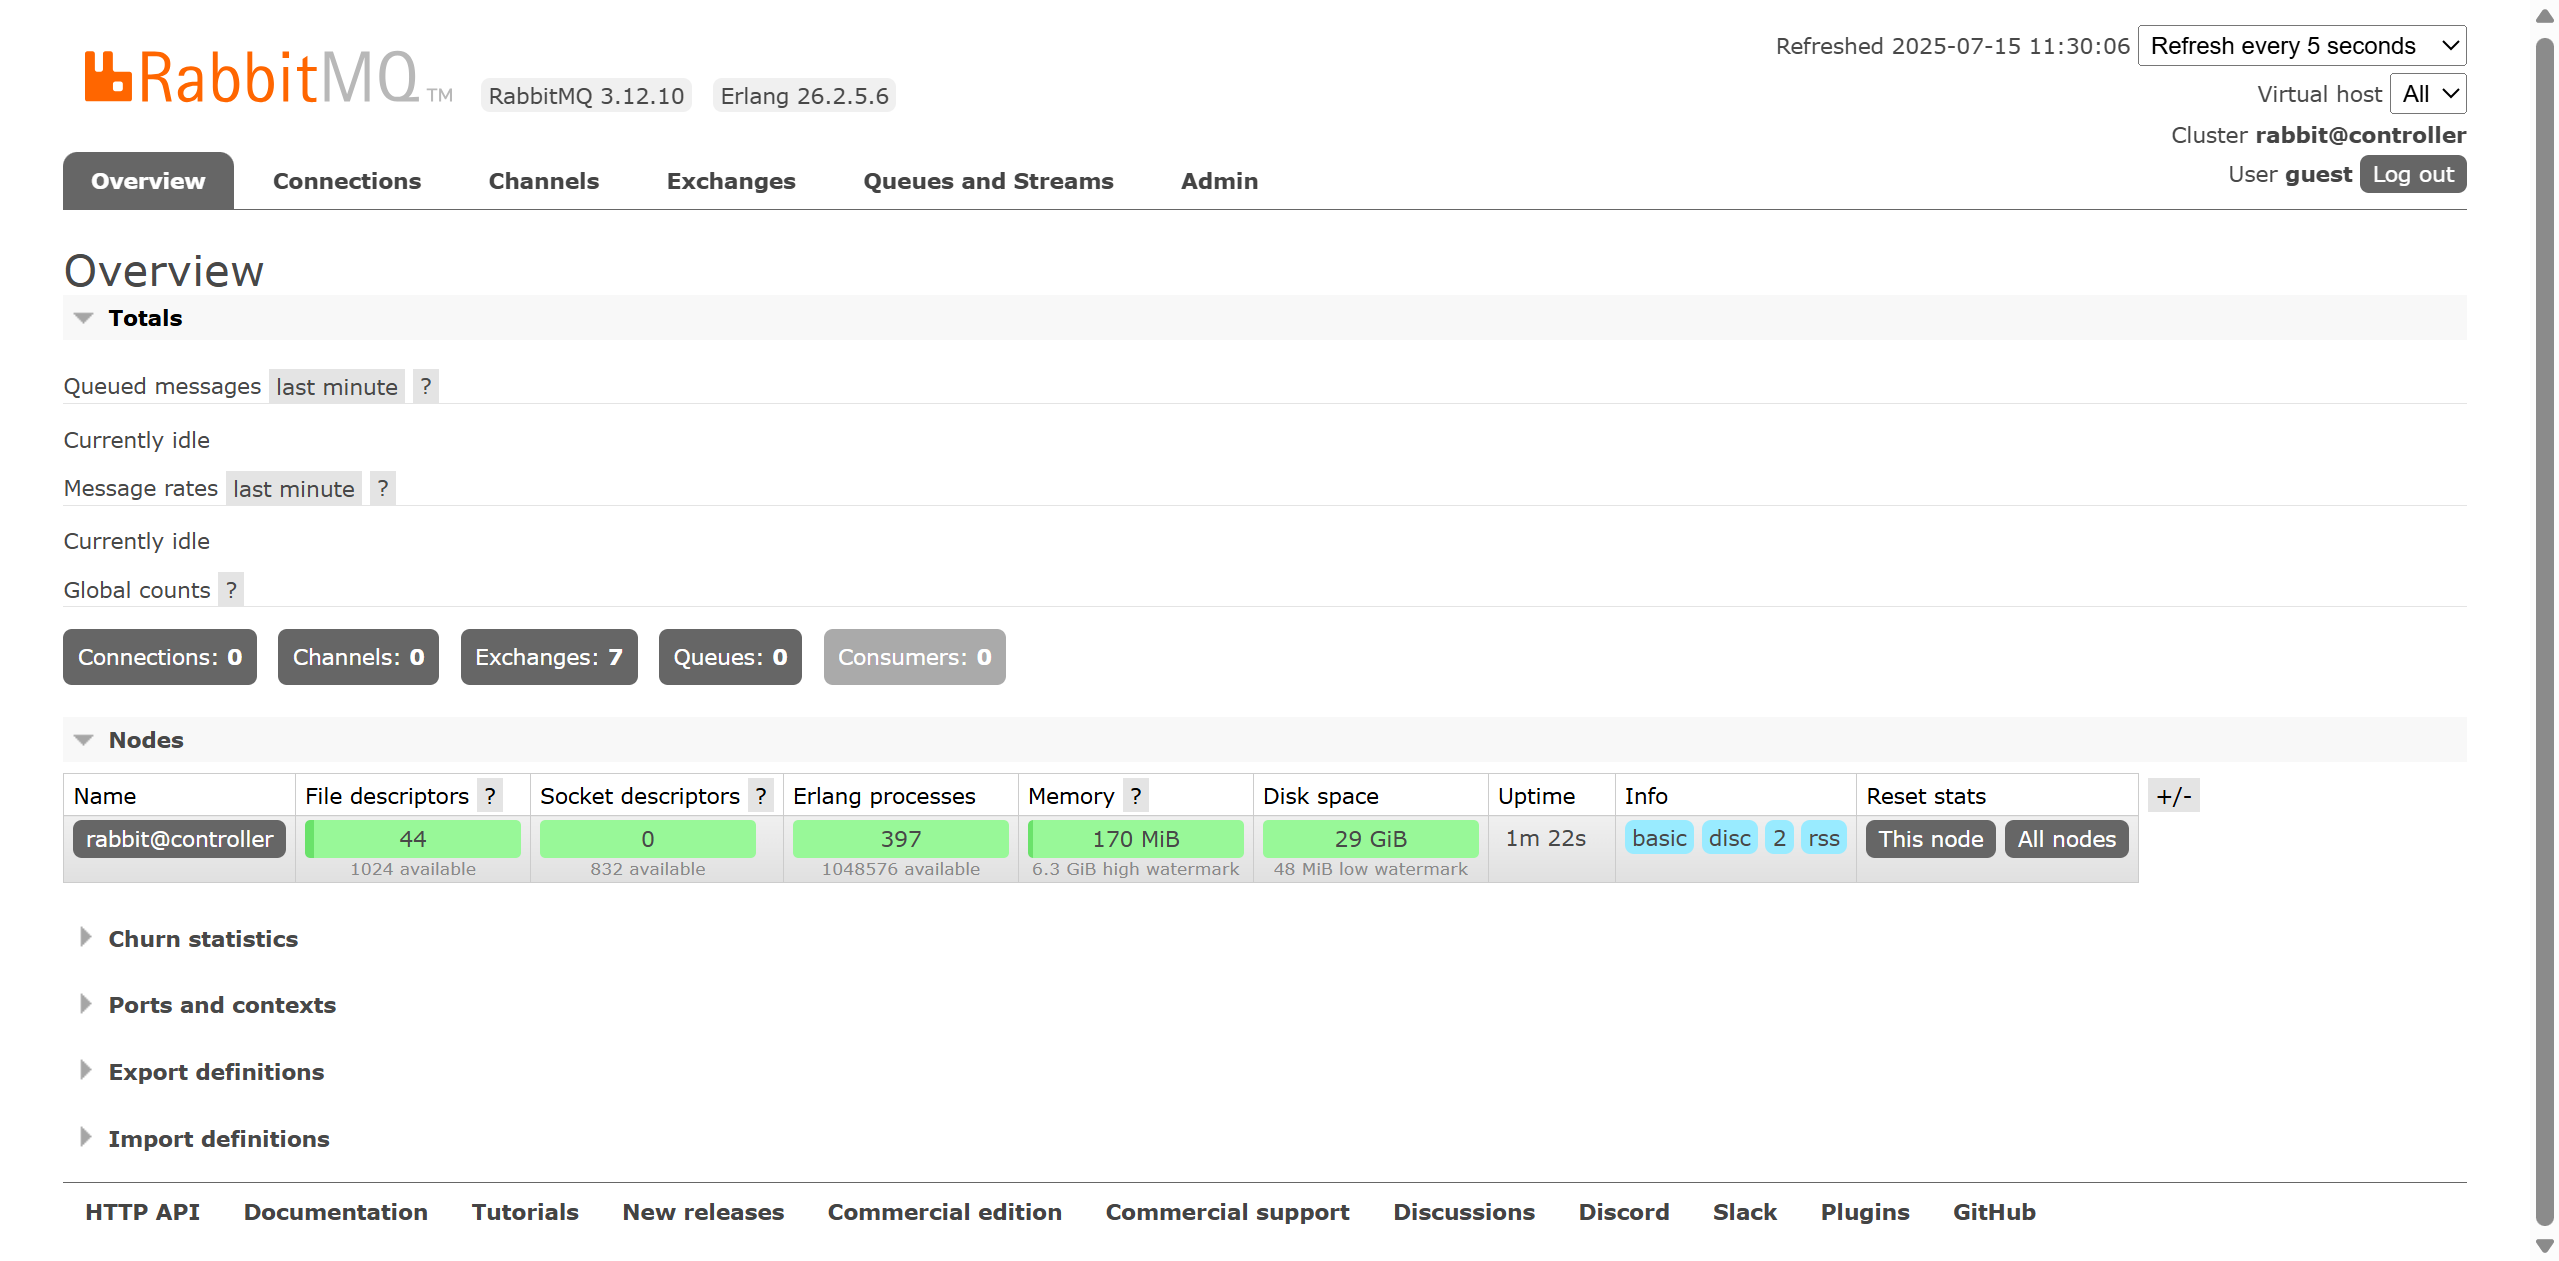 RabbitMQ TM RabbitMQ 3.12.10 Erlang 26.2.5.6
Refreshed 2025-07-15 11:30:06 Refresh every 5 seconds
Virtual host All
Cluster rabbit@controller
User guest Log out
Overview Connections Channels Exchanges Queues and Streams Admin
Overview
Totals
Queued messages last minute ?
Currently idle
Message rates last minute ?
Currently idle
Global counts ?
Connections: 0 Channels: 0 Exchanges: 7 Queues: 0 Consumers: 0
Nodes
Name File descriptors ? Socket descriptors ? Erlang processes Memory ? Disk space Uptime Info Reset stats +/-
rabbit@controller 44 0 397 170 MiB 29 GiB 1m 22s basic disc 2 rss This node All nodes
1024 available 832 available 1048576 available 6.3 GiB high watermark 48 MiB low watermark
Churn statistics
Ports and contexts
Export definitions
Import definitions
HTTP API Documentation Tutorials New releases Commercial edition Commercial support Discussions Discord Slack Plugins GitHub